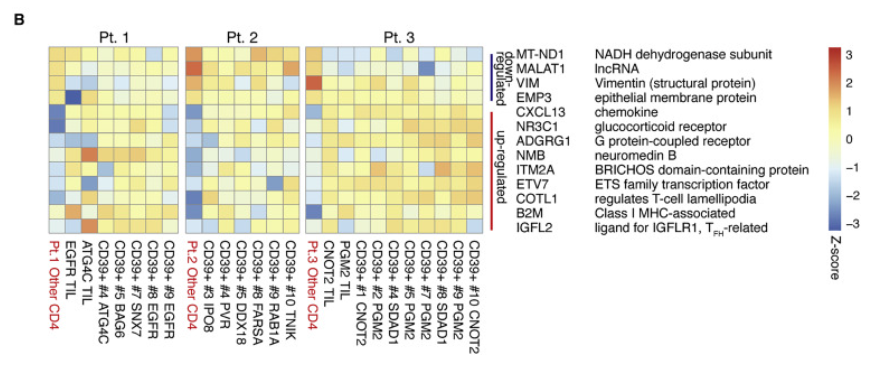 B
Pt. 1
Pt. 2
Pt. 3
down-regulated
up-regulated
MT-ND1 NADH dehydrogenase subunit
MALAT1 lncRNA
VIM Vimentin (structural protein)
EMP3 epithelial membrane protein
CXCL13 chemokine
NR3C1 glucocorticoid receptor
ADGRG1 G protein-coupled receptor
NMB neuromedin B
ITM2A BRICHOS domain-containing protein
ETV7 ETS family transcription factor
COTL1 regulates T-cell lamellipodia
B2M Class I MHC-associated
IGFL2 ligand for IGFLR1, TFH-related
3
2
1
0
−1
−2
−3
Z-score
Pt.1 Other CD4
EGFR TIL
ATG4C TIL
CD39+ #4 ATG4C
CD39+ #5 BAG6
CD39+ #7 SNX7
CD39+ #8 EGFR
CD39+ #9 EGFR
Pt.2 Other CD4
CD39+ #3 IPO8
CD39+ #4 PVR
CD39+ #5 DDX18
CD39+ #8 FARSA
CD39+ #9 RAB1A
CD39+ #10 TNIK
Pt.3 Other CD4
CNOT2 TIL
PGM2 TIL
CD39+ #1 CNOT2
CD39+ #2 PGM2
CD39+ #4 SDAD1
CD39+ #5 PGM2
CD39+ #7 PGM2
CD39+ #8 SDAD1
CD39+ #9 PGM2
CD39+ #10 CNOT2